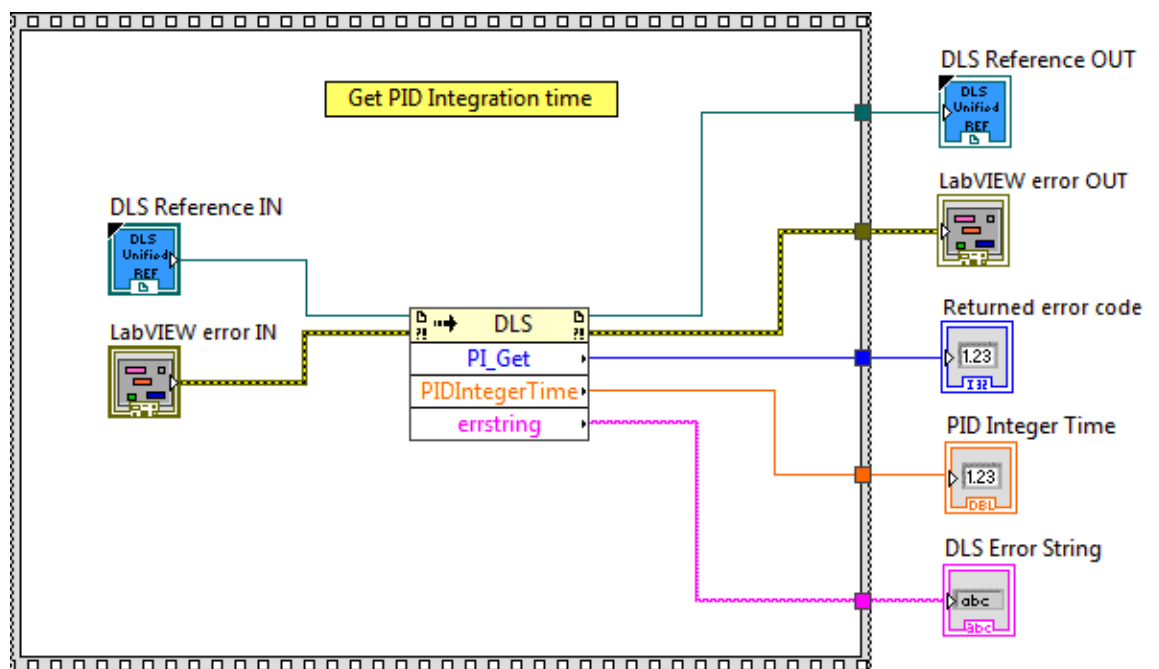 DLS Reference OUT
Get PID Integration time
DLS
Unified
REF
LabVIEW error OUT
DLS Reference IN
DLS
Unified
REF
Returned error code
DLS
LabVIEW error IN
1.23
I32
PI_Get
PIDIntegerTime
errstring
PID Integer Time
1.23
DBL
DLS Error String
abc
abc